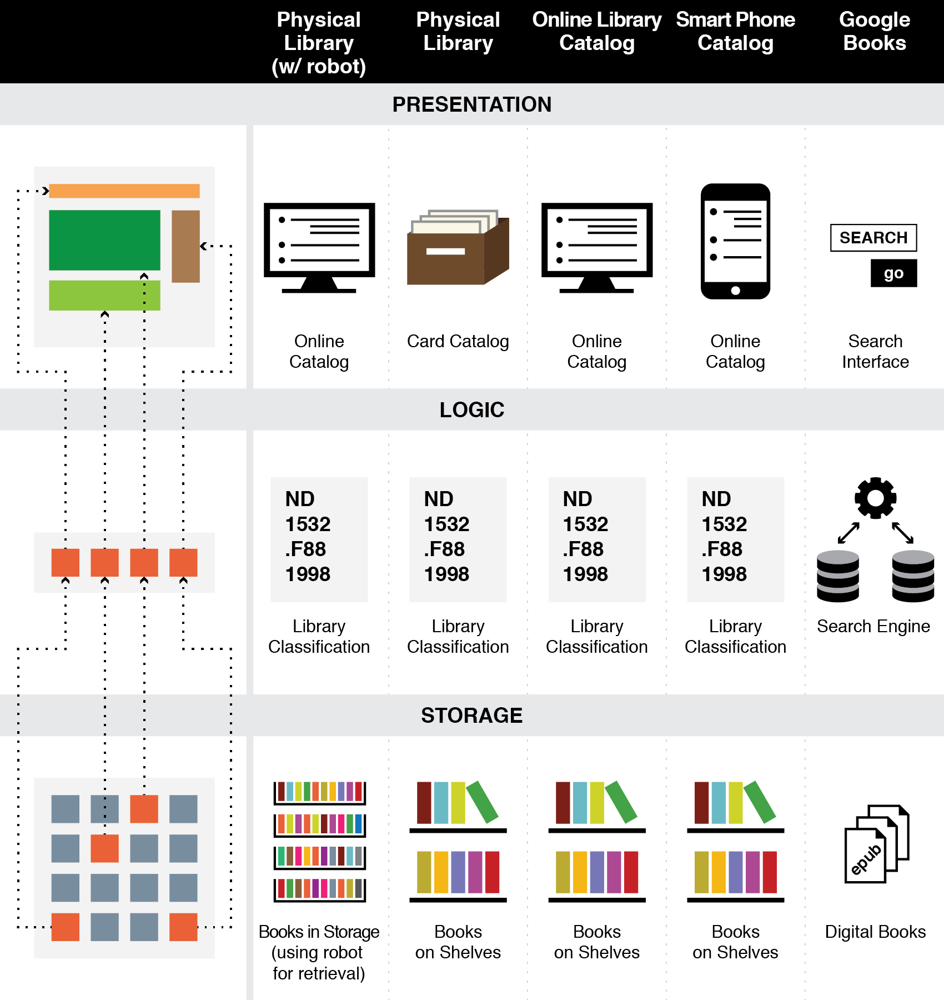 Physical
Library
(w/ robot)
Physical
Library
Online Library
Catalog
Smart Phone
Catalog
Google
Books
PRESENTATION
SEARCH
go
Online
Catalog
Card Catalog
Online
Catalog
Online
Catalog
Search
Interface
LOGIC
ND
1532
.F88
1998
ND
1532
.F88
1998
ND
1532
.F88
1998
ND
1532
.F88
1998
Library
Classification
Library
Classification
Library
Classification
Library
Classification
Search Engine
STORAGE
epub
Books in Storage
(using robot
for retrieval)
Books
on Shelves
Books
on Shelves
Books
on Shelves
Digital Books